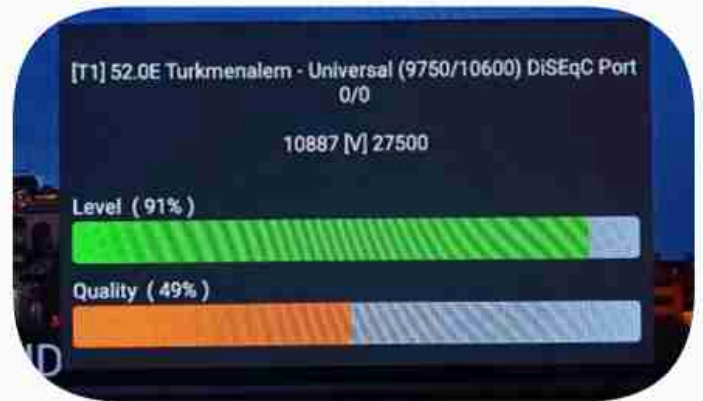 [T1] 52.0E Turkmenalem - Universal (9750/10600) DiSEqC Port
0/0
10887 [V] 27500
Level ( 91% )
Quality ( 49% )